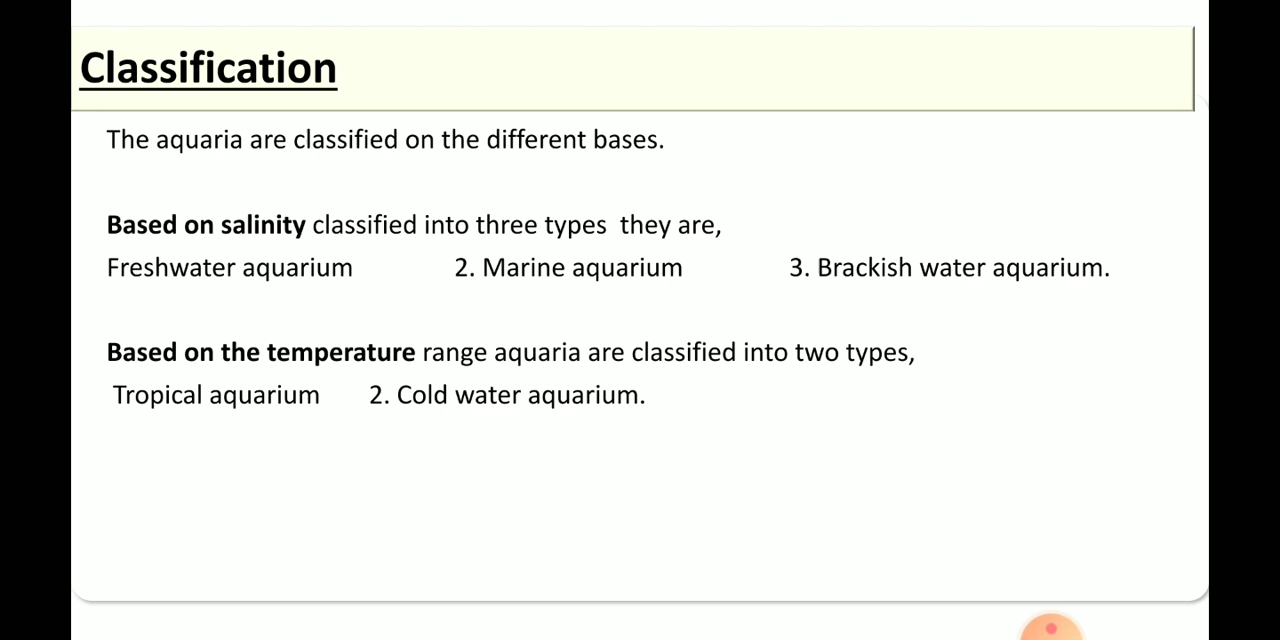 Classification
The aquaria are classified on the different bases.
Based on salinity classified into three types  they are,
Freshwater aquarium 2. Marine aquarium 3. Brackish water aquarium.
Based on the temperature range aquaria are classified into two types,
Tropical aquarium 2. Cold water aquarium.